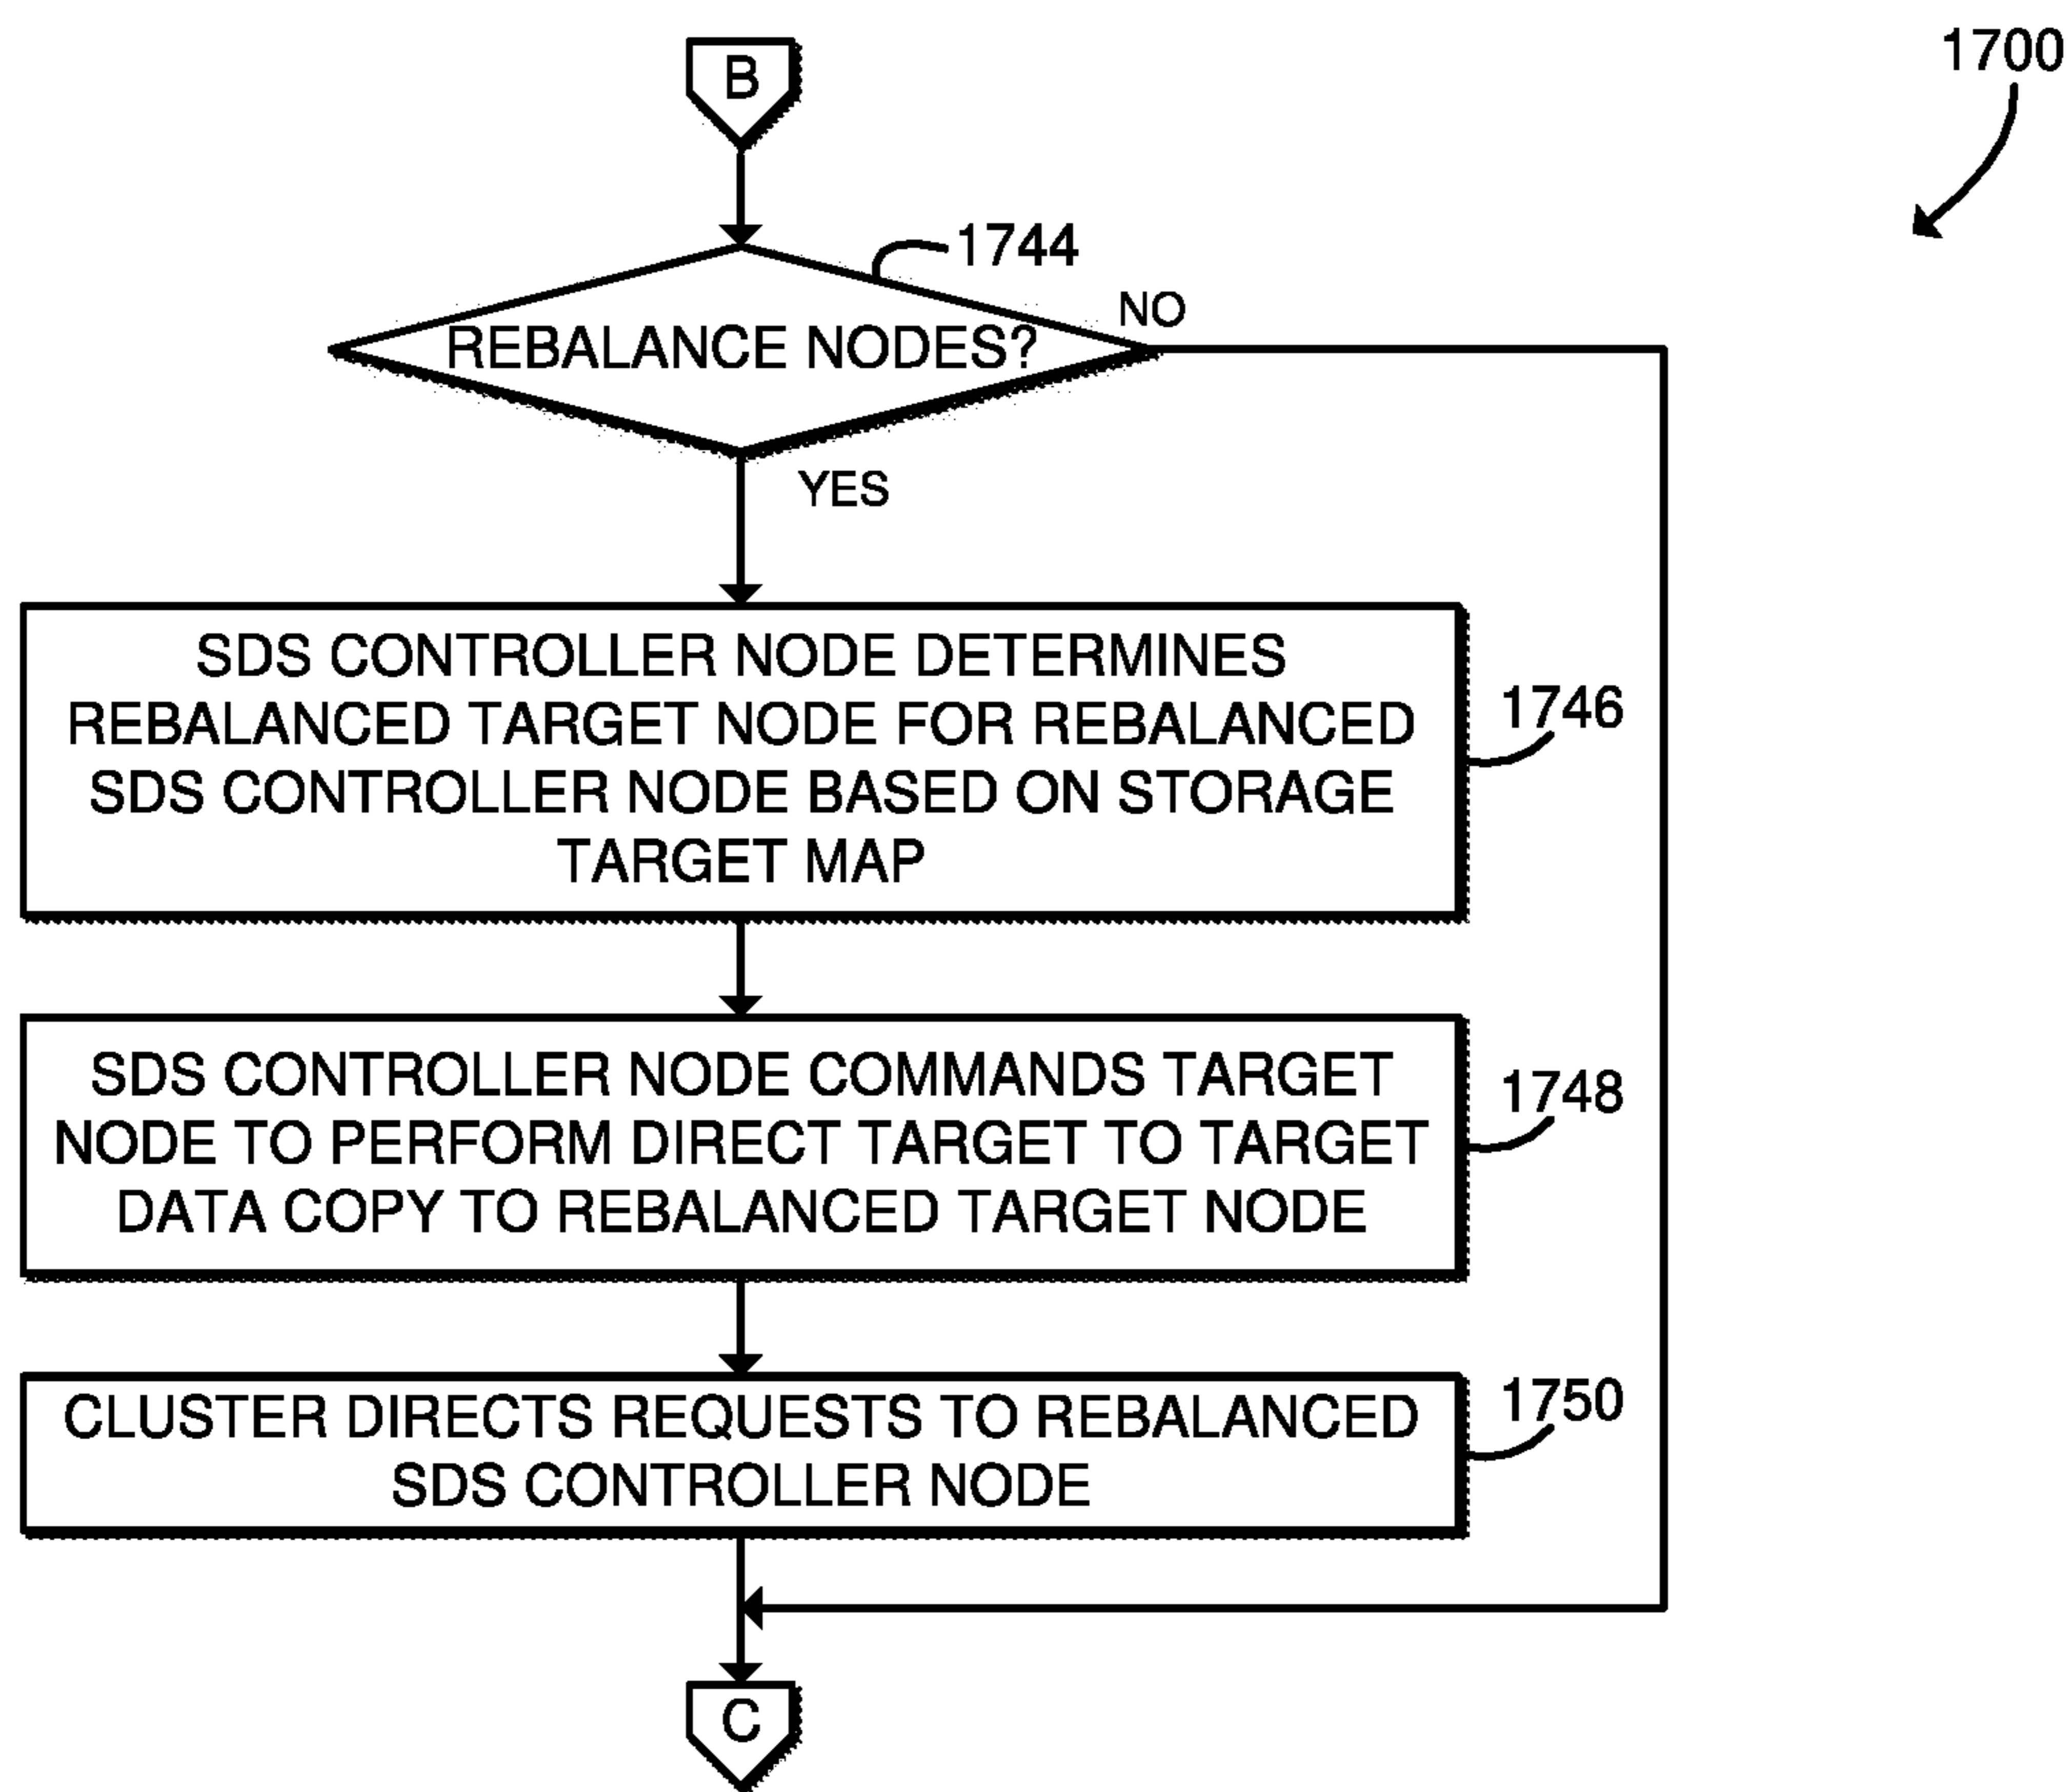 B
1700
1744
NO
REBALANCE NODES?
YES
SDS CONTROLLER NODE DETERMINES
REBALANCED TARGET NODE FOR REBALANCED
SDS CONTROLLER NODE BASED ON STORAGE
TARGET MAP
1746
SDS CONTROLLER NODE COMMANDS TARGET
NODE TO PERFORM DIRECT TARGET TO TARGET
DATA COPY TO REBALANCED TARGET NODE
1748
CLUSTER DIRECTS REQUESTS TO REBALANCED
SDS CONTROLLER NODE
1750
C